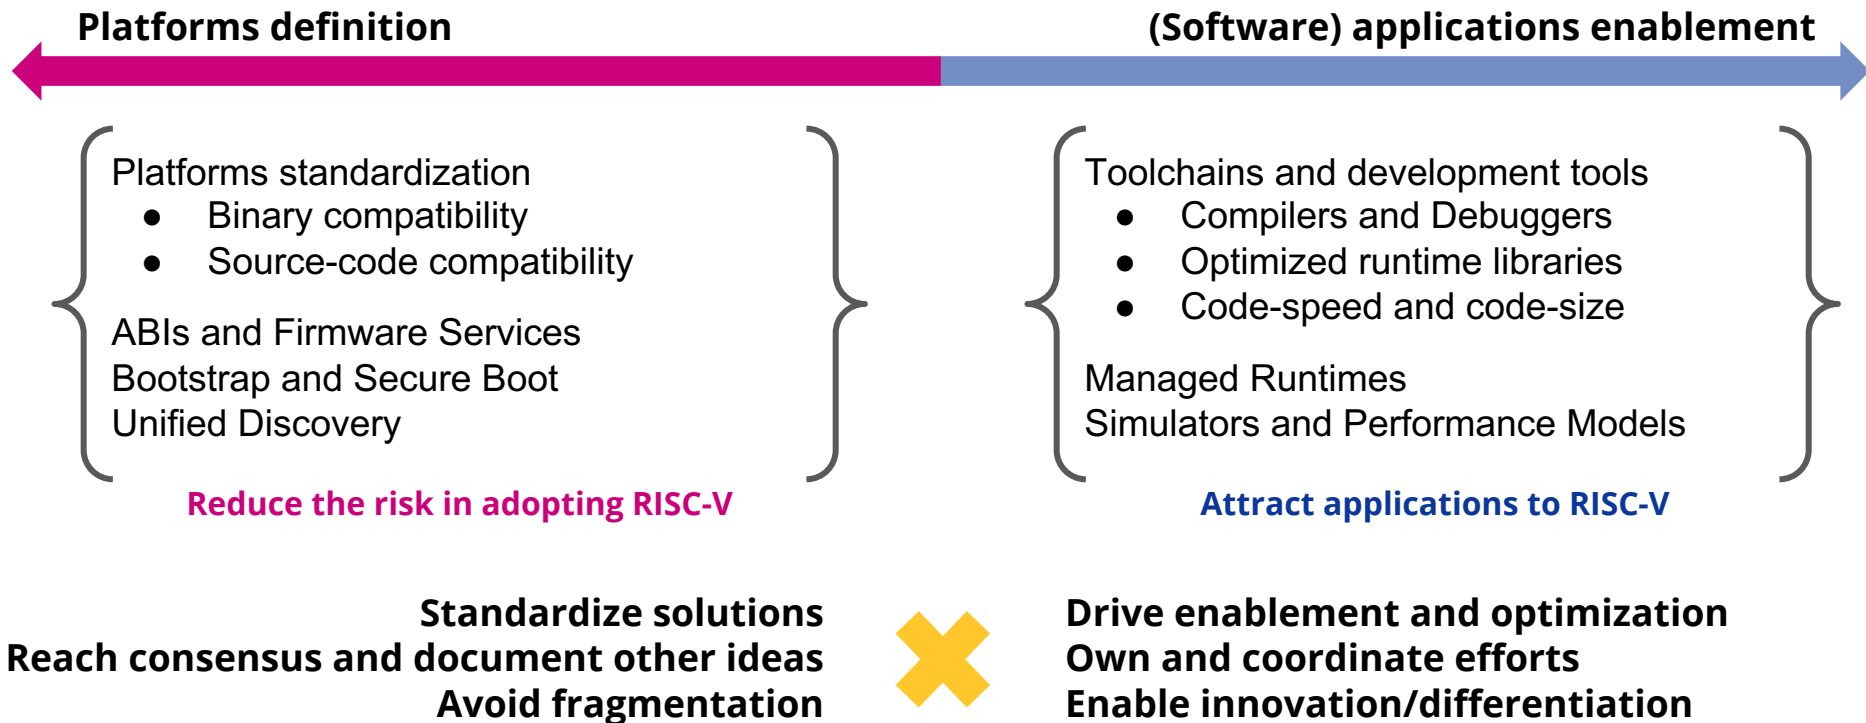 Platforms definition
(Software) applications enablement
Platforms standardization
● Binary compatibility
● Source-code compatibility
ABIs and Firmware Services
Bootstrap and Secure Boot
Unified Discovery
Reduce the risk in adopting RISC-V
Toolchains and development tools
● Compilers and Debuggers
● Optimized runtime libraries
● Code-speed and code-size
Managed Runtimes
Simulators and Performance Models
Attract applications to RISC-V
Standardize solutions
Reach consensus and document other ideas
Avoid fragmentation
Drive enablement and optimization
Own and coordinate efforts
Enable innovation/differentiation